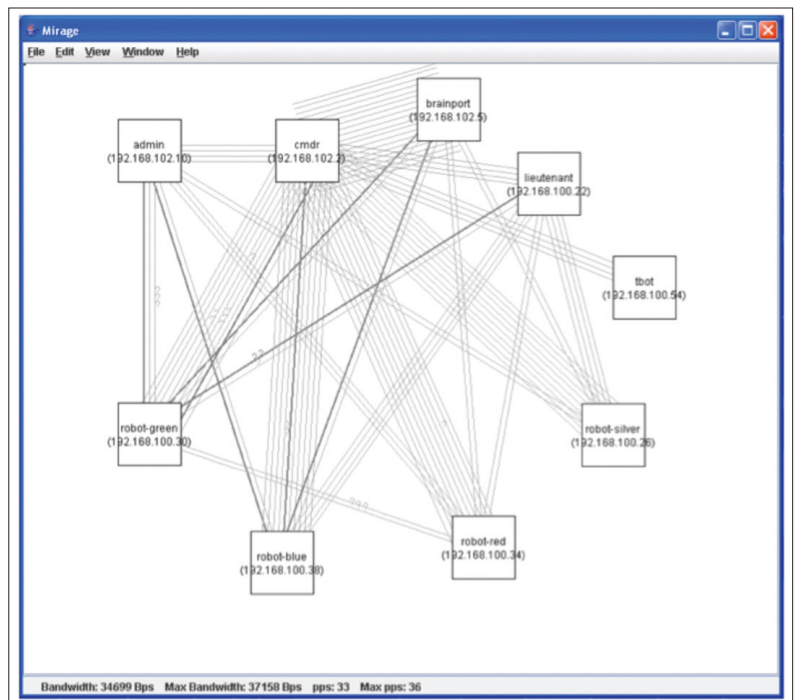 Mirage
File Edit View Window Help
brainport
(192.168.102.5)
admin
(192.168.102.10)
cmdr
(192.168.102.2)
lieutenant
(192.168.100.22)
tbot
(192.168.100.54)
robot-green
(192.168.100.30)
robot-silver
(192.168.100.26)
robot-red
(192.168.100.34)
robot-blue
(192.168.100.38)
Bandwidth: 34699 Bps Max Bandwidth: 37158 Bps pps: 33 Max pps: 36